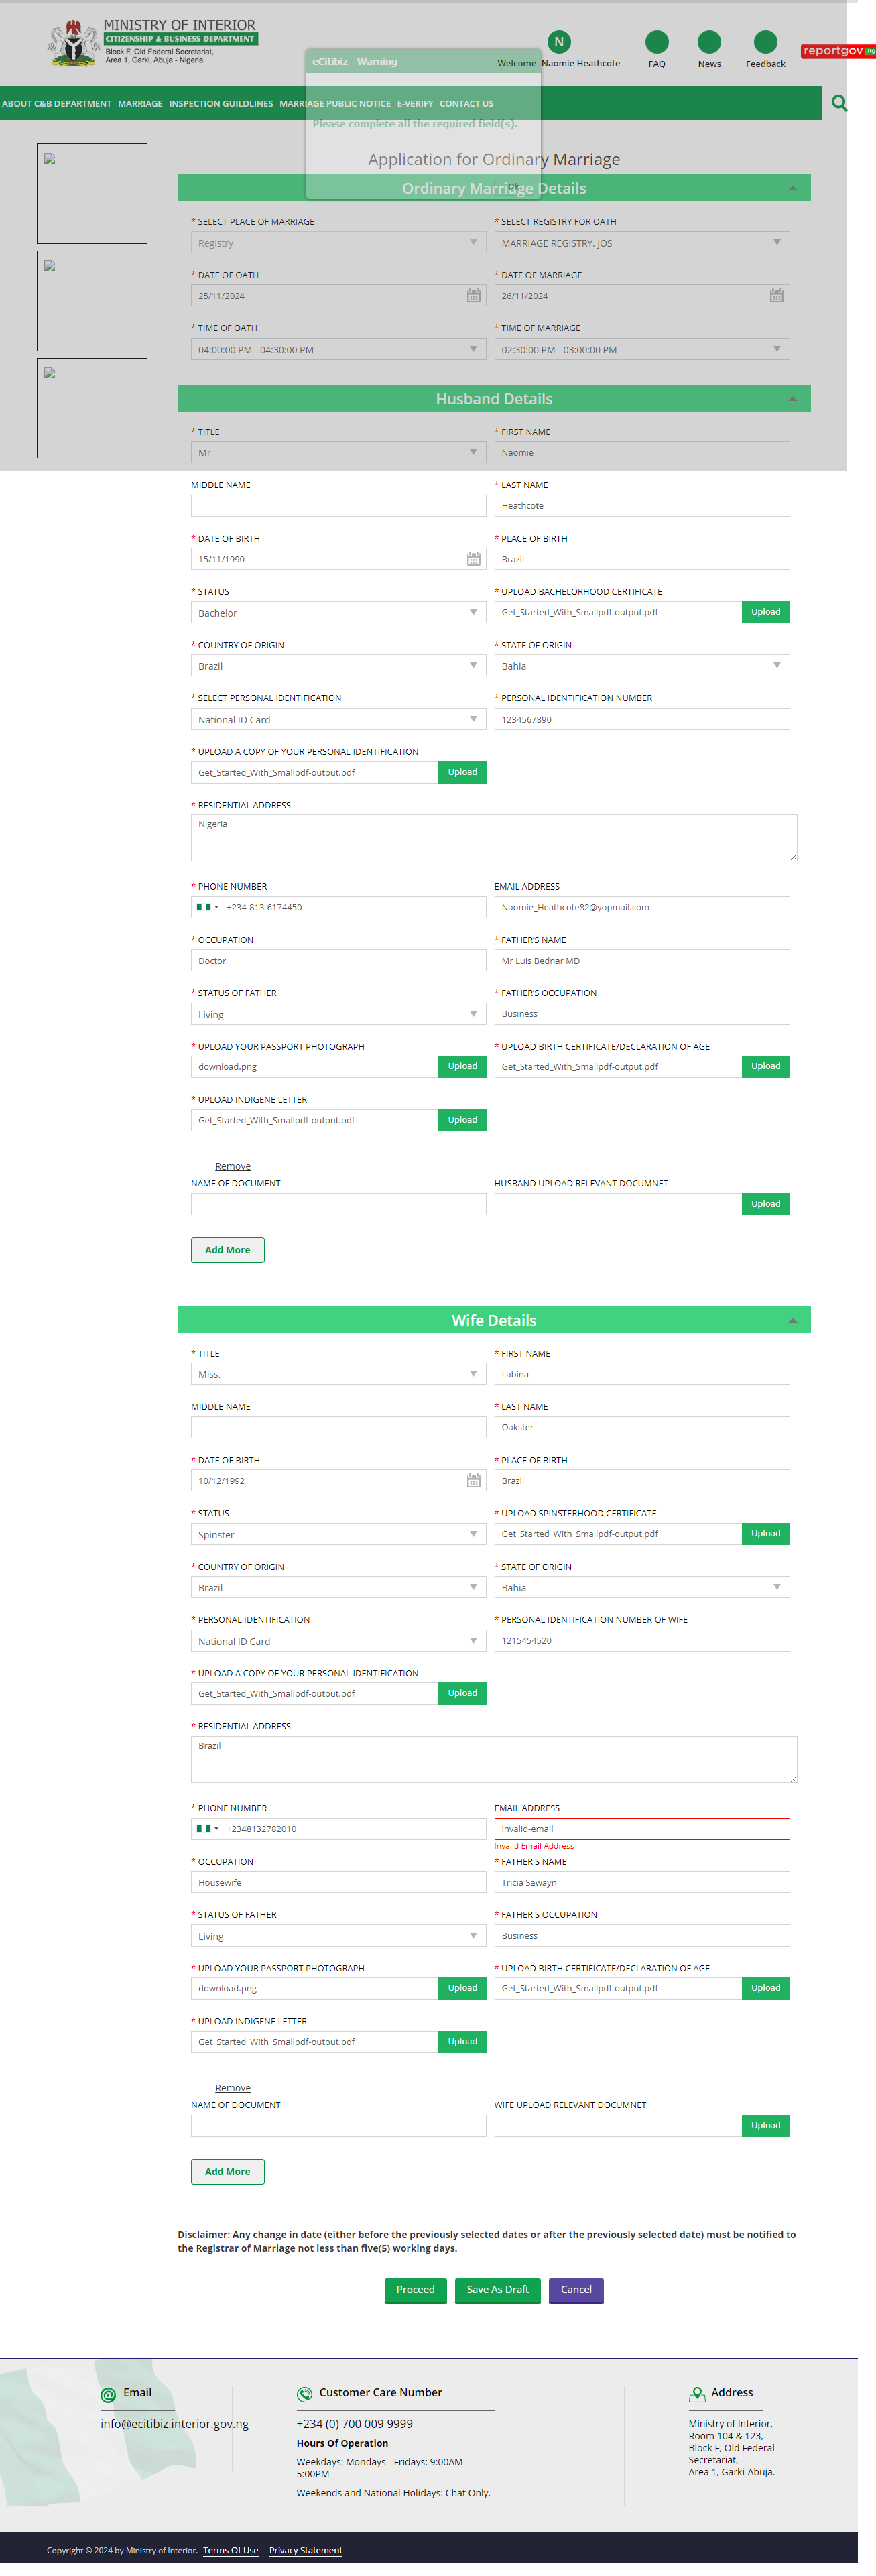 MINISTRY OF INTERIOR
CITIZENSHIP & BUSINESS DEPARTMENT
Block F, Old Federal Secretariat,
Area 1, Garki, Abuja - Nigeria
N
Welcome -Naomie Heathcote
FAQ
News
Feedback
reportgov.ng
eCitibiz - Warning
Please complete all the required field(s).
Ok
ABOUT C&B DEPARTMENT MARRIAGE INSPECTION GUILDLINES MARRIAGE PUBLIC NOTICE E-VERIFY CONTACT US
Application for Ordinary Marriage
Ordinary Marriage Details
* SELECT PLACE OF MARRIAGE
Registry
* SELECT REGISTRY FOR OATH
MARRIAGE REGISTRY, JOS
* DATE OF OATH
25/11/2024
* DATE OF MARRIAGE
26/11/2024
* TIME OF OATH
04:00:00 PM - 04:30:00 PM
* TIME OF MARRIAGE
02:30:00 PM - 03:00:00 PM
Husband Details
* TITLE
Mr
* FIRST NAME
Naomie
MIDDLE NAME
* LAST NAME
Heathcote
* DATE OF BIRTH
15/11/1990
* PLACE OF BIRTH
Brazil
* STATUS
Bachelor
* UPLOAD BACHELORHOOD CERTIFICATE
Get_Started_With_Smallpdf-output.pdf
Upload
* COUNTRY OF ORIGIN
Brazil
* STATE OF ORIGIN
Bahia
* SELECT PERSONAL IDENTIFICATION
National ID Card
* PERSONAL IDENTIFICATION NUMBER
1234567890
* UPLOAD A COPY OF YOUR PERSONAL IDENTIFICATION
Get_Started_With_Smallpdf-output.pdf
Upload
* RESIDENTIAL ADDRESS
Nigeria
* PHONE NUMBER
+234-813-6174450
EMAIL ADDRESS
Naomie_Heathcote82@yopmail.com
* OCCUPATION
Doctor
* FATHER'S NAME
Mr Luis Bednar MD
* STATUS OF FATHER
Living
* FATHER'S OCCUPATION
Business
* UPLOAD YOUR PASSPORT PHOTOGRAPH
download.png
Upload
* UPLOAD BIRTH CERTIFICATE/DECLARATION OF AGE
Get_Started_With_Smallpdf-output.pdf
Upload
* UPLOAD INDIGENE LETTER
Get_Started_With_Smallpdf-output.pdf
Upload
Remove
NAME OF DOCUMENT
HUSBAND UPLOAD RELEVANT DOCUMNET
Upload
Add More
Wife Details
* TITLE
Miss.
* FIRST NAME
Labina
MIDDLE NAME
* LAST NAME
Oakster
* DATE OF BIRTH
10/12/1992
* PLACE OF BIRTH
Brazil
* STATUS
Spinster
* UPLOAD SPINSTERHOOD CERTIFICATE
Get_Started_With_Smallpdf-output.pdf
Upload
* COUNTRY OF ORIGIN
Brazil
* STATE OF ORIGIN
Bahia
* PERSONAL IDENTIFICATION
National ID Card
* PERSONAL IDENTIFICATION NUMBER OF WIFE
1215454520
* UPLOAD A COPY OF YOUR PERSONAL IDENTIFICATION
Get_Started_With_Smallpdf-output.pdf
Upload
* RESIDENTIAL ADDRESS
Brazil
* PHONE NUMBER
+2348132782010
EMAIL ADDRESS
invalid-email
Invalid Email Address
* OCCUPATION
Housewife
* FATHER'S NAME
Tricia Sawayn
* STATUS OF FATHER
Living
* FATHER'S OCCUPATION
Business
* UPLOAD YOUR PASSPORT PHOTOGRAPH
download.png
Upload
* UPLOAD BIRTH CERTIFICATE/DECLARATION OF AGE
Get_Started_With_Smallpdf-output.pdf
Upload
* UPLOAD INDIGENE LETTER
Get_Started_With_Smallpdf-output.pdf
Upload
Remove
NAME OF DOCUMENT
WIFE UPLOAD RELEVANT DOCUMNET
Upload
Add More
Disclaimer: Any change in date (either before the previously selected dates or after the previously selected date) must be notified to
the Registrar of Marriage not less than five(5) working days.
Proceed
Save As Draft
Cancel
Email
info@ecitibiz.interior.gov.ng
Customer Care Number
+234 (0) 700 009 9999
Hours Of Operation
Weekdays: Mondays - Fridays: 9:00AM -
5:00PM
Weekends and National Holidays: Chat Only.
Address
Ministry of Interior,
Room 104 & 123,
Block F, Old Federal
Secretariat,
Area 1, Garki-Abuja.
Copyright © 2024 by Ministry of Interior. Terms Of Use Privacy Statement